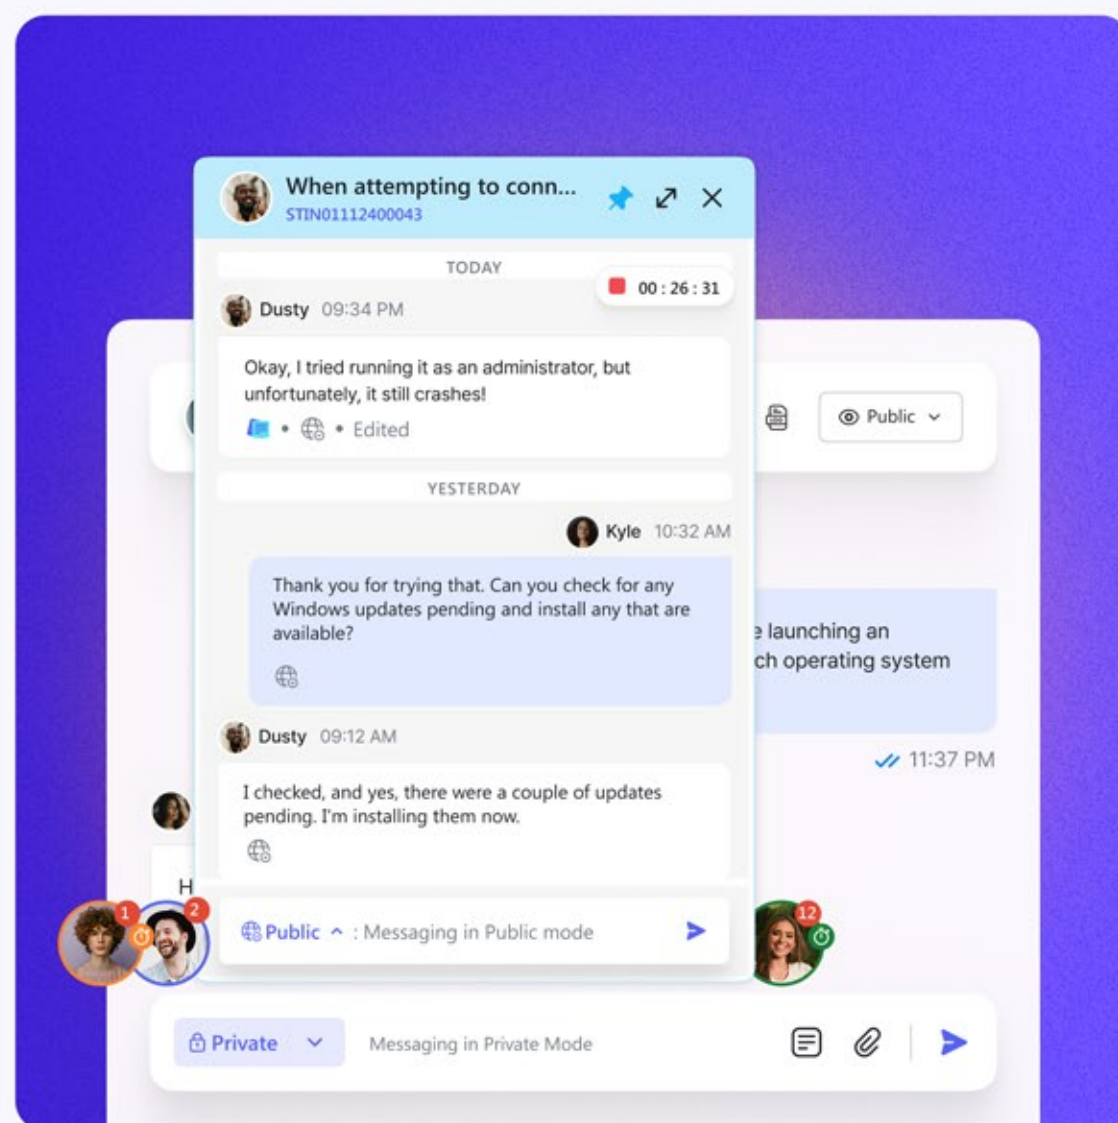 When attempting to conn...
STIN01112400043
TODAY
00 : 26 : 31
Dusty 09:34 PM
Okay, I tried running it as an administrator, but
unfortunately, it still crashes!
• • Edited
Public
YESTERDAY
Kyle 10:32 AM
Thank you for trying that. Can you check for any
Windows updates pending and install any that are
available?
launching an
ch operating system
11:37 PM
Dusty 09:12 AM
I checked, and yes, there were a couple of updates
pending. I'm installing them now.
H
1
2
12
Public : Messaging in Public mode
Private Messaging in Private Mode